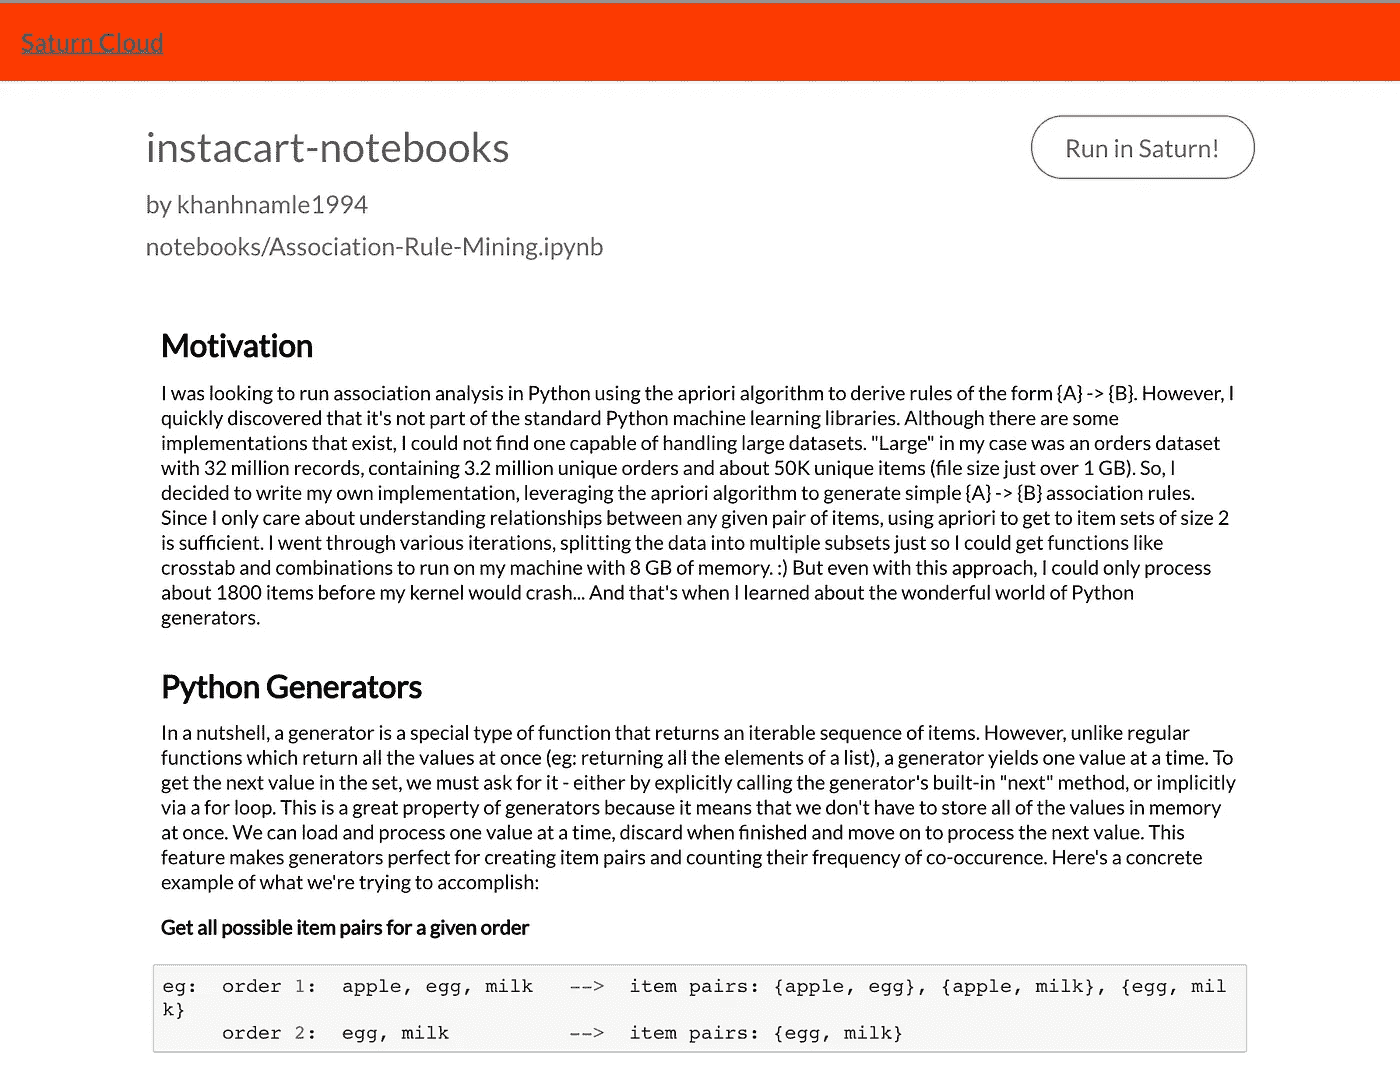 Saturn Cloud
instacart-notebooks
Run in Saturn!
by khanhnamle1994
notebooks/Association-Rule-Mining.ipynb
Motivation
I was looking to run association analysis in Python using the apriori algorithm to derive rules of the form {A} -> {B}. However, I
quickly discovered that it's not part of the standard Python machine learning libraries. Although there are some
implementations that exist, I could not find one capable of handling large datasets. "Large" in my case was an orders dataset
with 32 million records, containing 3.2 million unique orders and about 50K unique items (file size just over 1 GB). So, I
decided to write my own implementation, leveraging the apriori algorithm to generate simple {A} -> {B} association rules.
Since I only care about understanding relationships between any given pair of items, using apriori to get to item sets of size 2
is sufficient. I went through various iterations, splitting the data into multiple subsets just so I could get functions like
crosstab and combinations to run on my machine with 8 GB of memory. :) But even with this approach, I could only process
about 1800 items before my kernel would crash... And that's when I learned about the wonderful world of Python
generators.
Python Generators
In a nutshell, a generator is a special type of function that returns an iterable sequence of items. However, unlike regular
functions which return all the values at once (eg: returning all the elements of a list), a generator yields one value at a time. To
get the next value in the set, we must ask for it - either by explicitly calling the generator's built-in "next" method, or implicitly
via a for loop. This is a great property of generators because it means that we don't have to store all of the values in memory
at once. We can load and process one value at a time, discard when finished and move on to process the next value. This
feature makes generators perfect for creating item pairs and counting their frequency of co-occurence. Here's a concrete
example of what we're trying to accomplish:
Get all possible item pairs for a given order
eg:  order 1:  apple, egg, milk   -->  item pairs: {apple, egg}, {apple, milk}, {egg, mil
k}
     order 2:  egg, milk          -->  item pairs: {egg, milk}